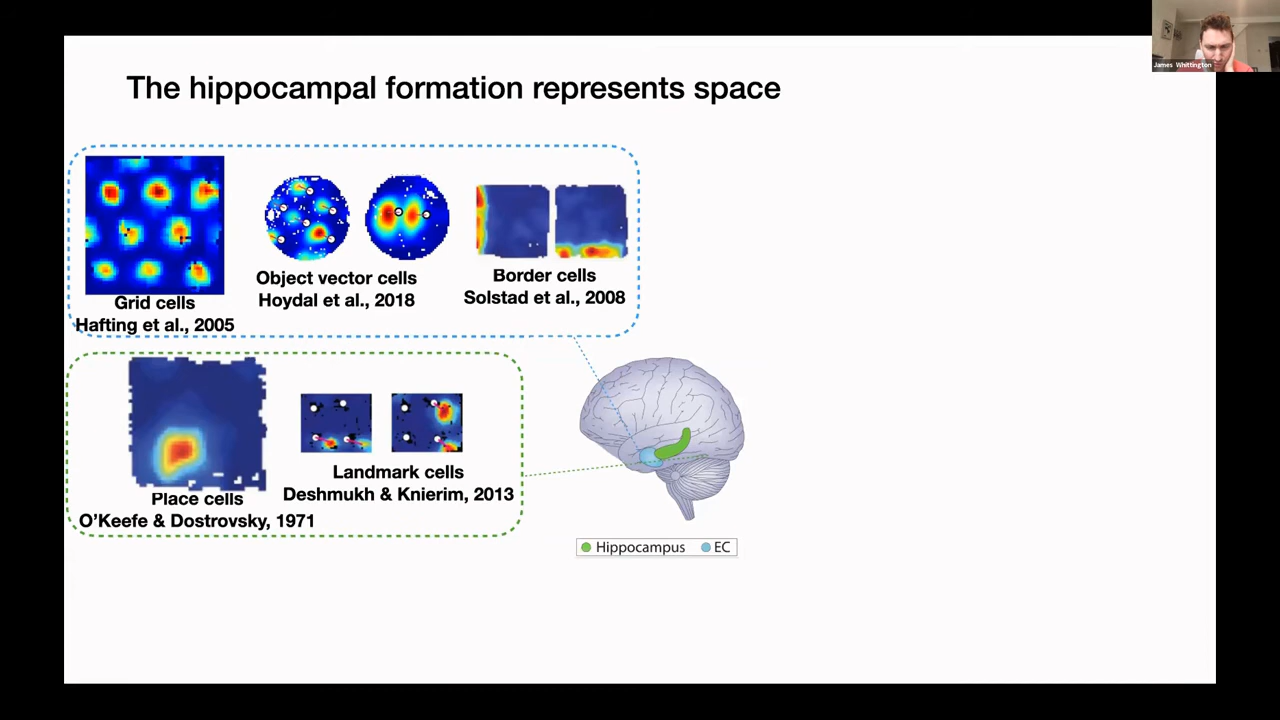 James Whittington
The hippocampal formation represents space
Grid cells
Hafting et al., 2005
Object vector cells
Hoydal et al., 2018
Border cells
Solstad et al., 2008
Place cells
O'Keefe & Dostrovsky, 1971
Landmark cells
Deshmukh & Knierim, 2013
Hippocampus EC